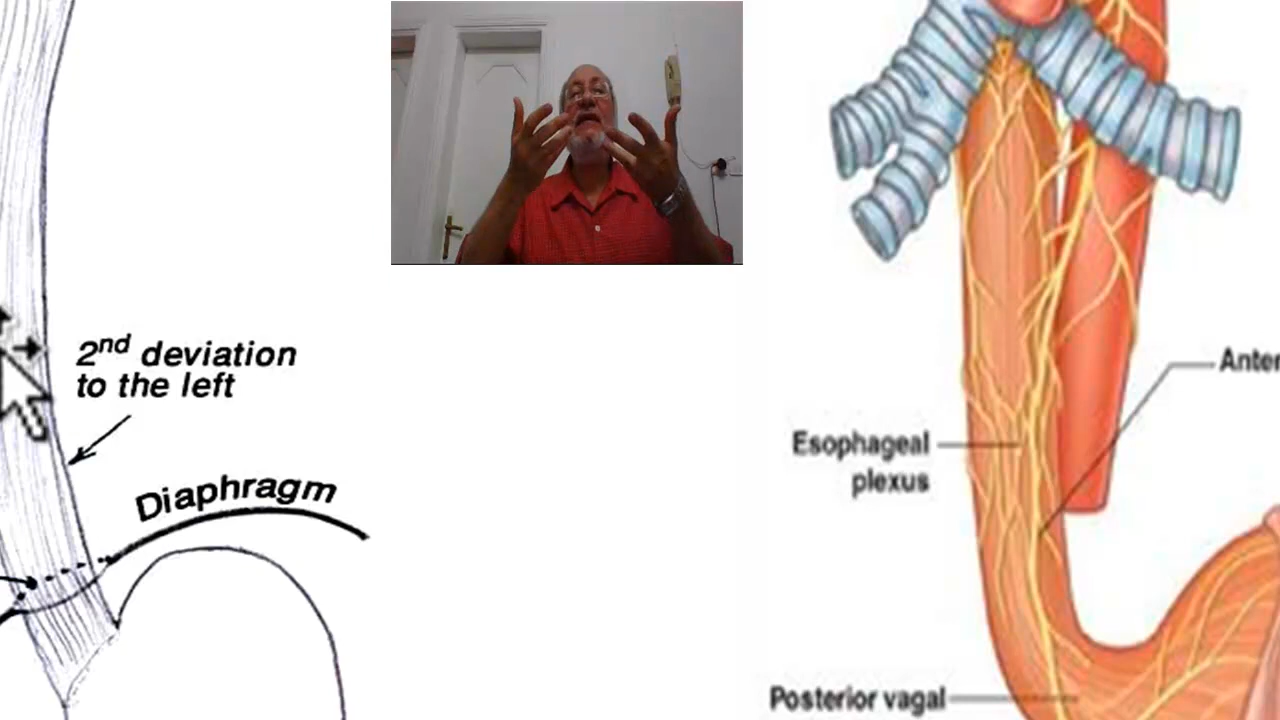 2nd deviation
to the left
Diaphragm
Esophageal
plexus
Posterior vagal